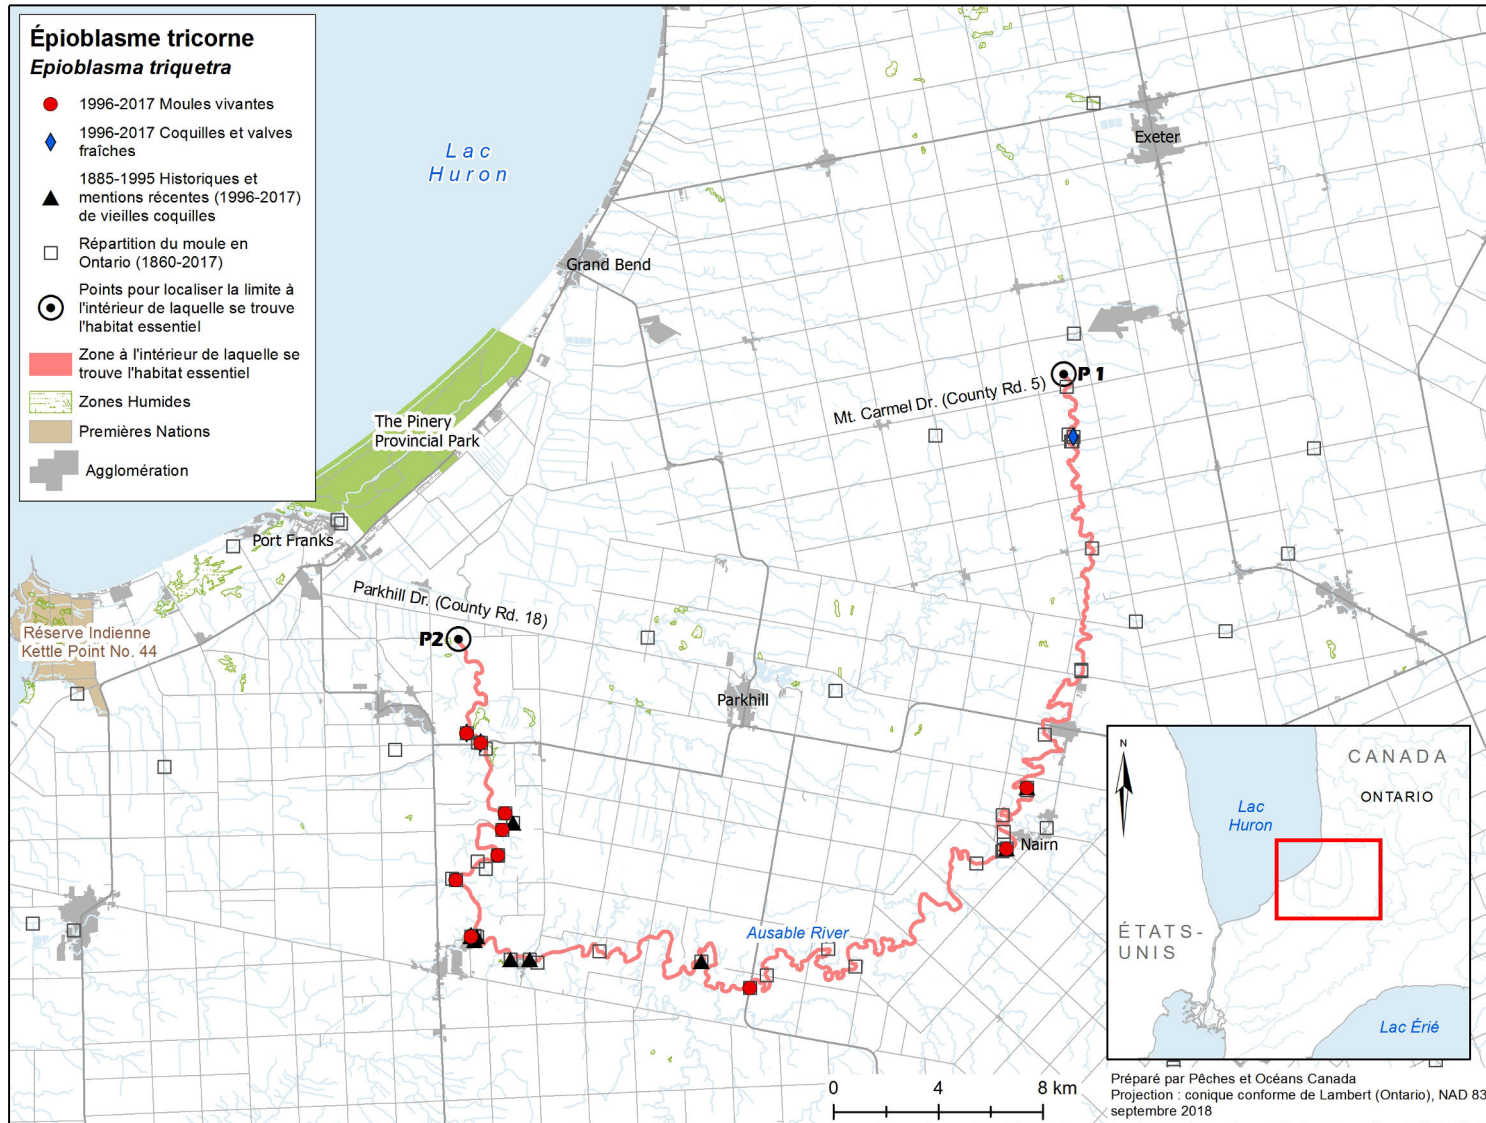 Épioblasme tricorne
Epioblasma triquetra
1996-2017 Moules vivantes
1996-2017 Coquilles et valves
fraîches
1885-1995 Historiques et
mentions récentes (1996-2017)
de vieilles coquilles
Répartition du moule en
Ontario (1860-2017)
Points pour localiser la limite à
l'intérieur de laquelle se trouve
l'habitat essentiel
Zone à l'intérieur de laquelle se
trouve l'habitat essentiel
Zones Humides
Premières Nations
Agglomération
Lac
Huron
Exeter
Grand Bend
P 1
Mt. Carmel Dr. (County Rd. 5)
The Pinery
Provincial Park
Port Franks
Parkhill Dr. (County Rd. 18)
P2
Réserve Indienne
Kettle Point No. 44
Parkhill
Nairn
Ausable River
N
CANADA
ONTARIO
Lac
Huron
ÉTATS-
UNIS
Lac Érié
0 4 8 km
Préparé par Pêches et Océans Canada
Projection : conique conforme de Lambert (Ontario), NAD 83
septembre 2018